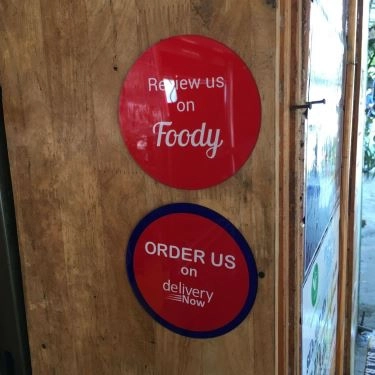 Review us
on
Foody
ORDER US
on
delivery
Now